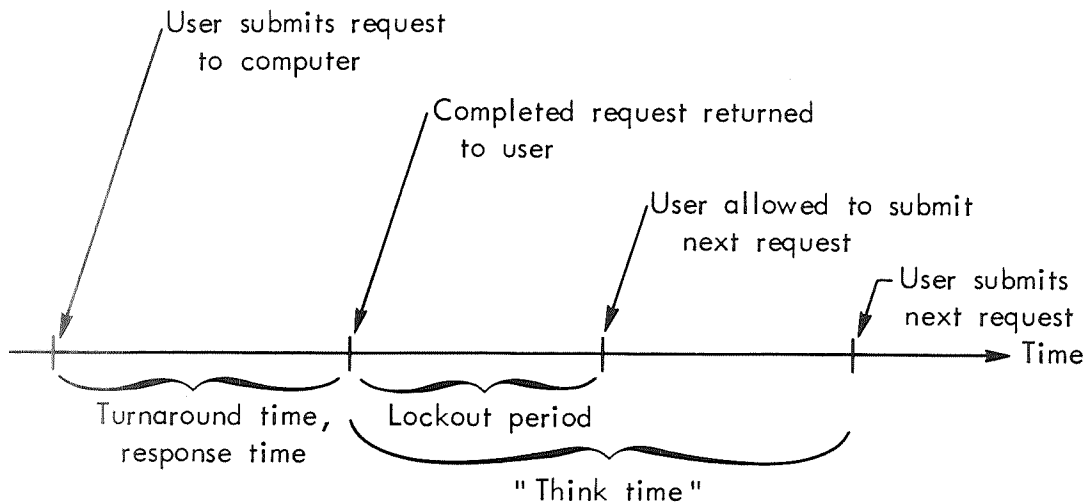 User submits request
to computer
Completed request returned
to user
User allowed to submit
next request
User submits
next request
Time
Turnaround time,
response time
Lockout period
"Think time"